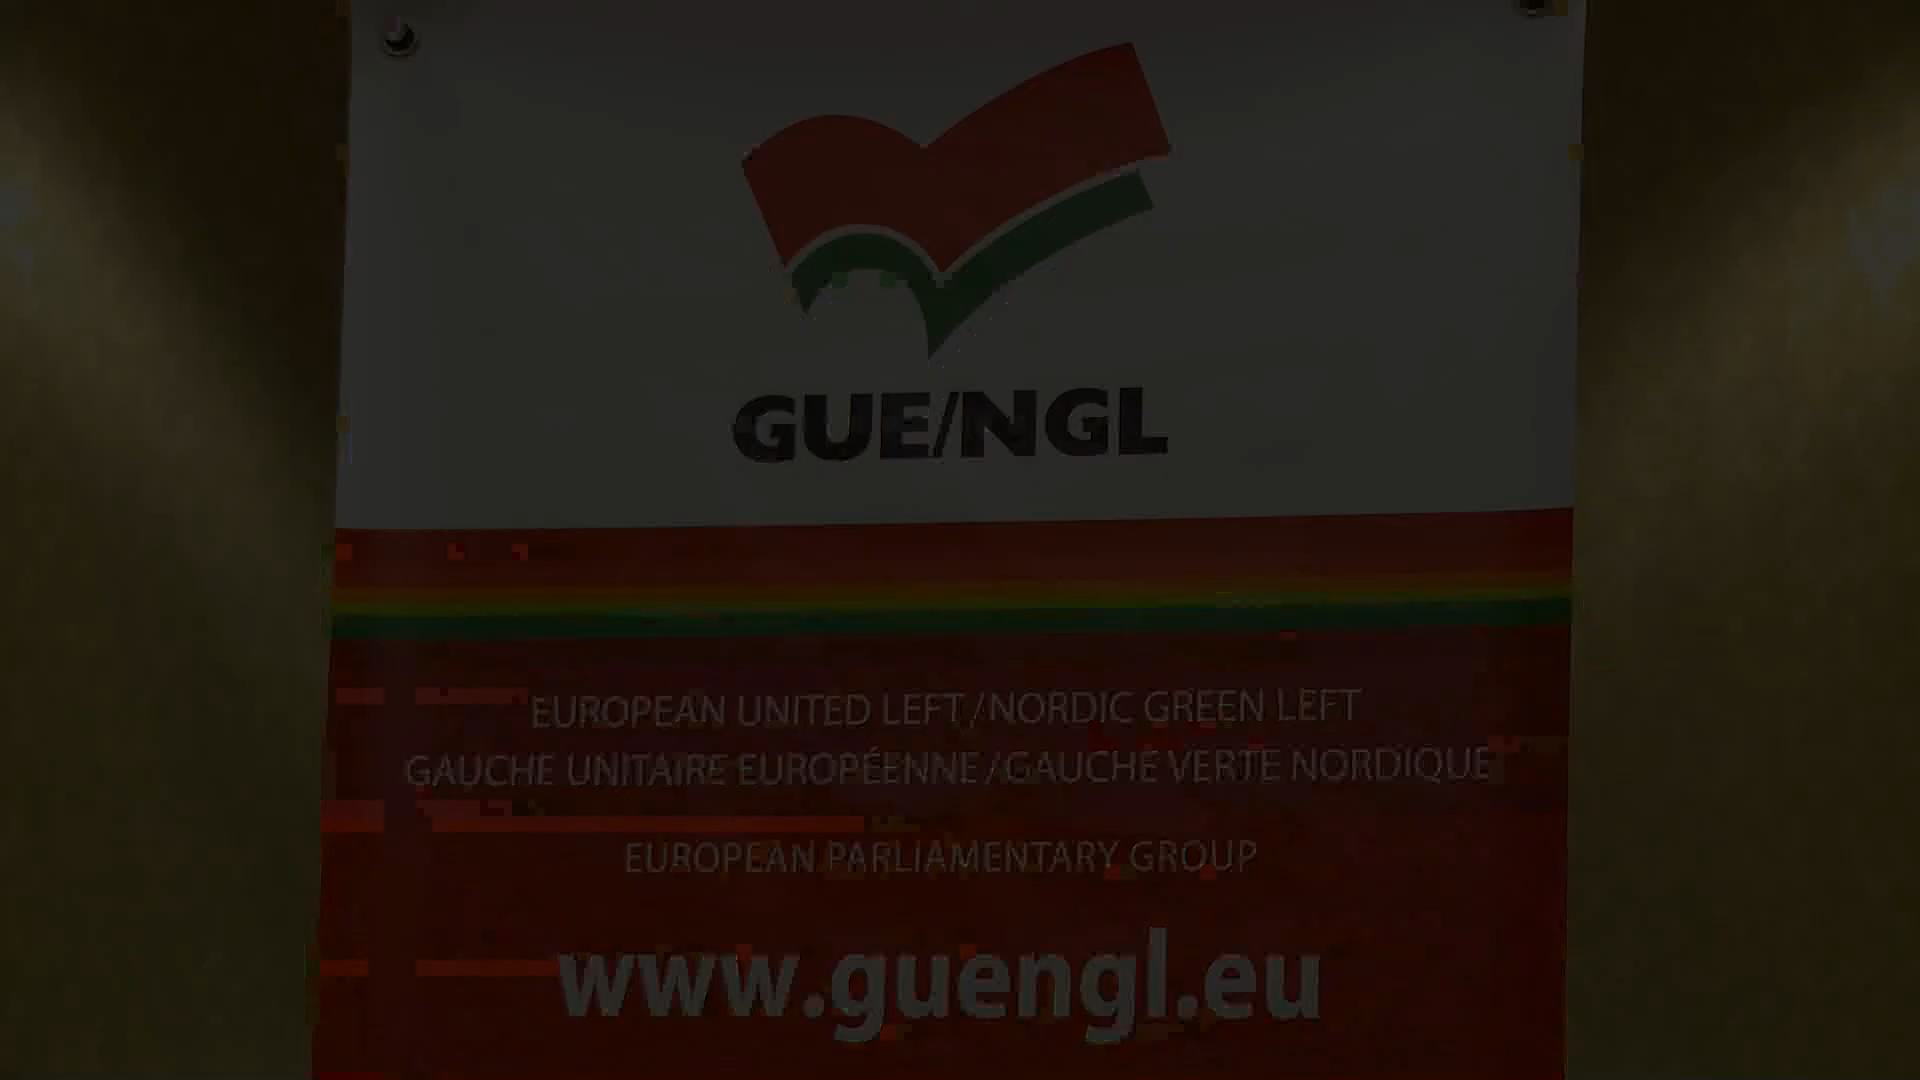 GUE/NGL
EUROPEAN UNITED LEFT/NORDIC GREEN LEFT
GAUCHE UNITAIRE EUROPÉENNE/GAUCHE VERTE NORDIQUE
EUROPEAN PARLIAMENTARY GROUP
www.guengl.eu